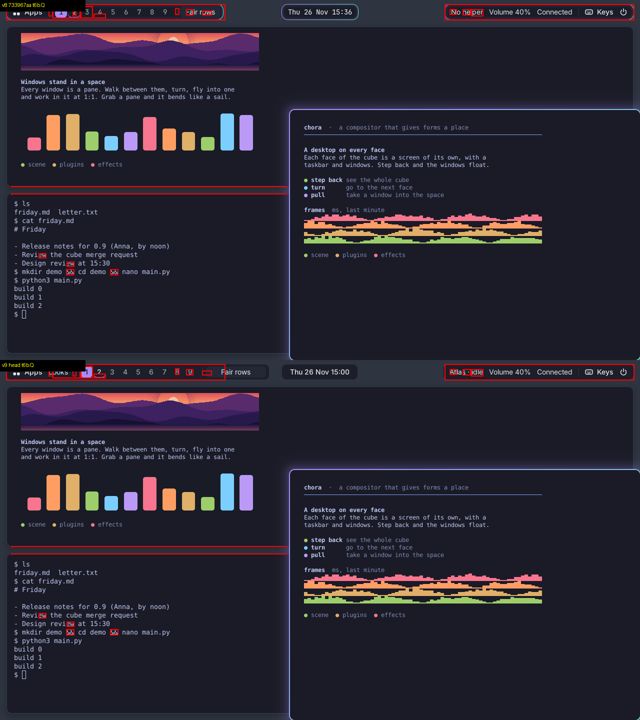 Apps
1 2 3 4 5 6 7 8 9
Fair rows
Thu 26 Nov 15:36
No helper Volume 40% Connected Keys
Windows stand in a space
Every window is a pane. Walk between them, turn, fly into one
and work in it at 1:1. Grab a pane and it bends like a sail.
scene plugins effects
chora · a compositor that gives forms a place
A desktop on every face
Each face of the cube is a screen of its own, with a
taskbar and windows. Step back and the windows float.
step back see the whole cube
turn go to the next face
pull take a window into the space
frames ms, last minute
scene plugins effects
$ ls
friday.md letter.txt
$ cat friday.md
# Friday
- Release notes for 0.9 (Anna, by noon)
- Review the cube merge request
- Design review at 15:30
$ mkdir demo && cd demo && nano main.py
$ python3 main.py
build 0
build 1
build 2
$
v9 head
Apps Looks 1 2 3 4 5 6 7 8 9
Fair rows
Thu 26 Nov 15:00
Atlas idle Volume 40% Connected Keys
Windows stand in a space
Every window is a pane. Walk between them, turn, fly into one
and work in it at 1:1. Grab a pane and it bends like a sail.
scene plugins effects
chora · a compositor that gives forms a place
A desktop on every face
Each face of the cube is a screen of its own, with a
taskbar and windows. Step back and the windows float.
step back see the whole cube
turn go to the next face
pull take a window into the space
frames ms, last minute
scene plugins effects
$ ls
friday.md letter.txt
$ cat friday.md
# Friday
- Release notes for 0.9 (Anna, by noon)
- Review the cube merge request
- Design review at 15:30
$ mkdir demo && cd demo && nano main.py
$ python3 main.py
build 0
build 1
build 2
$